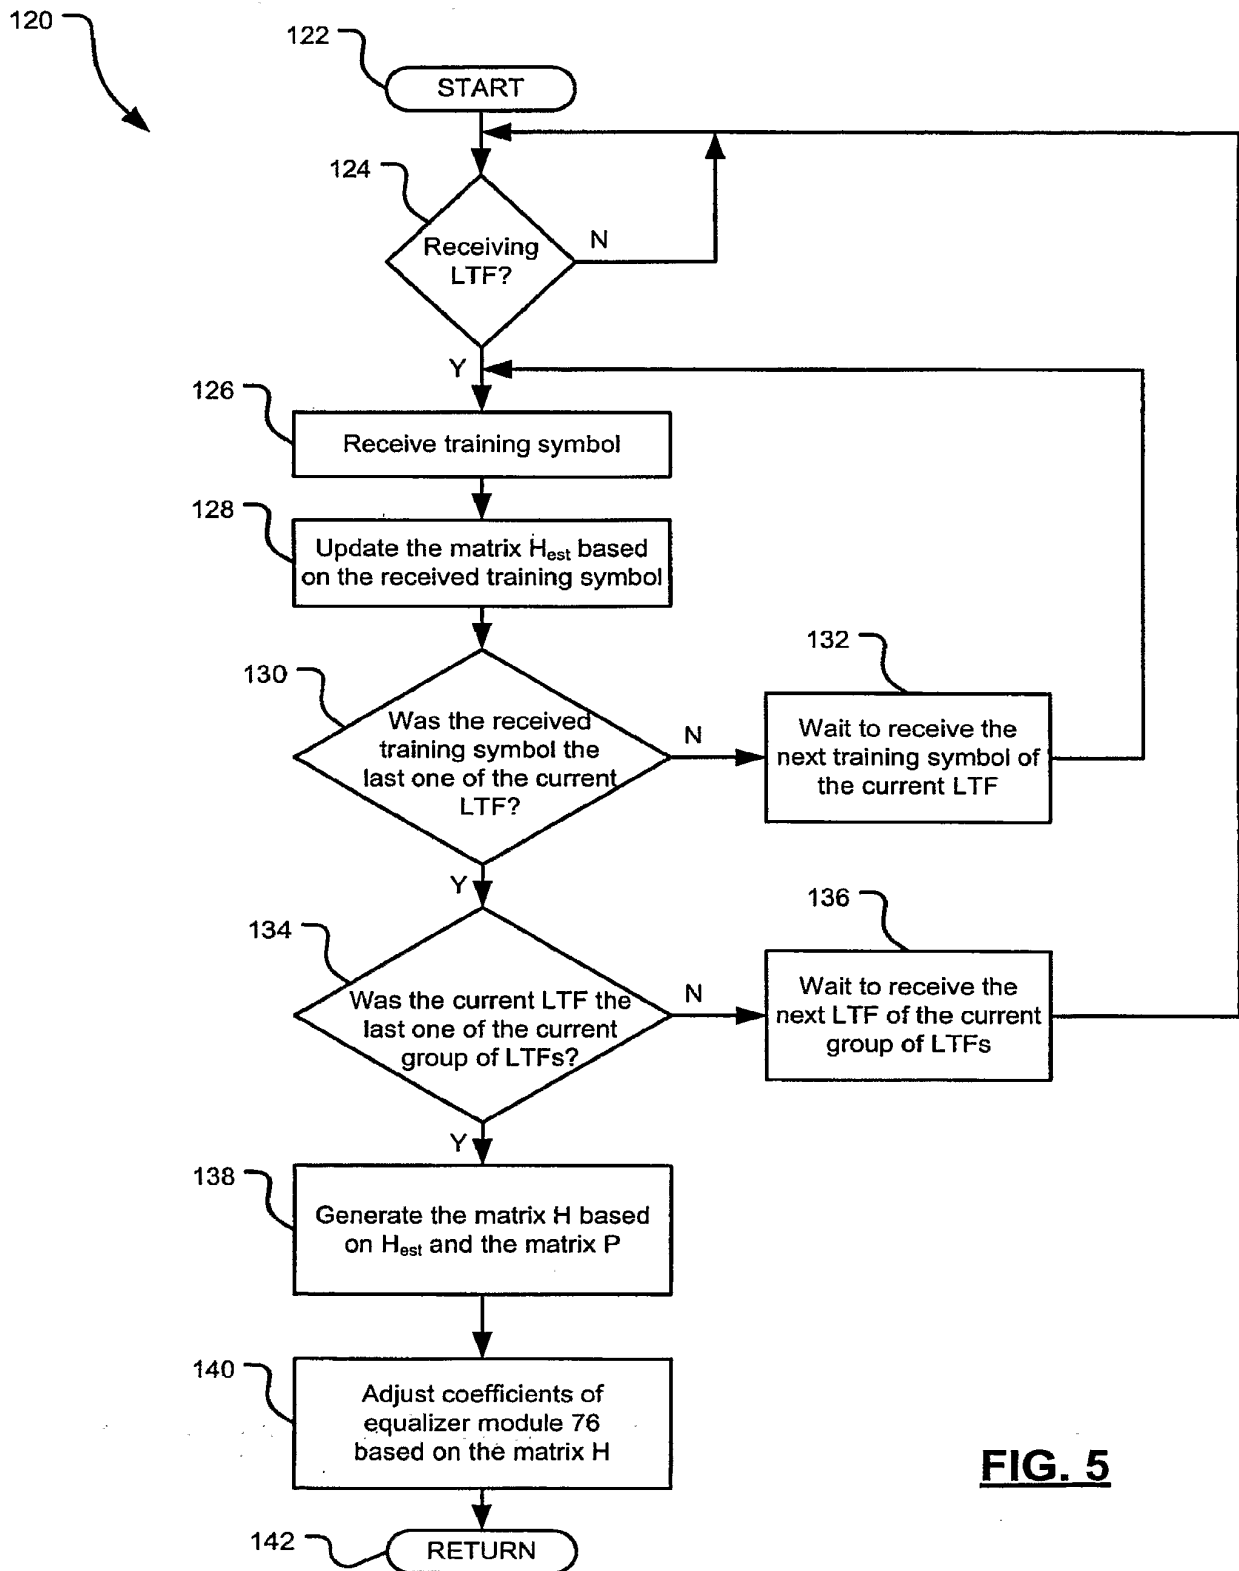 120
122
START
124
Receiving
LTF?
N
Y
126
Receive training symbol
128
Update the matrix Hest based
on the received training symbol
130
Was the received
training symbol the
last one of the current
LTF?
N
132
Wait to receive the
next training symbol of
the current LTF
Y
134
Was the current LTF the
last one of the current
group of LTFs?
N
136
Wait to receive the
next LTF of the current
group of LTFs
Y
138
Generate the matrix H based
on Hest and the matrix P
140
Adjust coefficients of
equalizer module 76
based on the matrix H
FIG. 5
142
RETURN